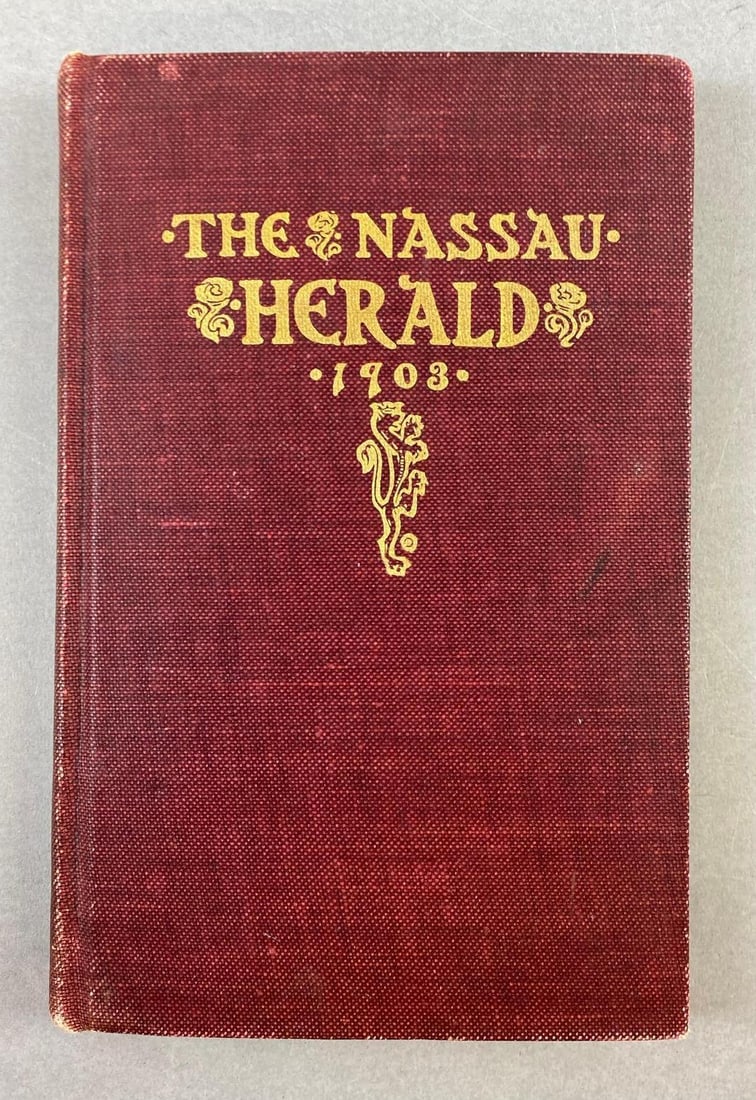 ·THE NASSAU·
HERALD
·1903·